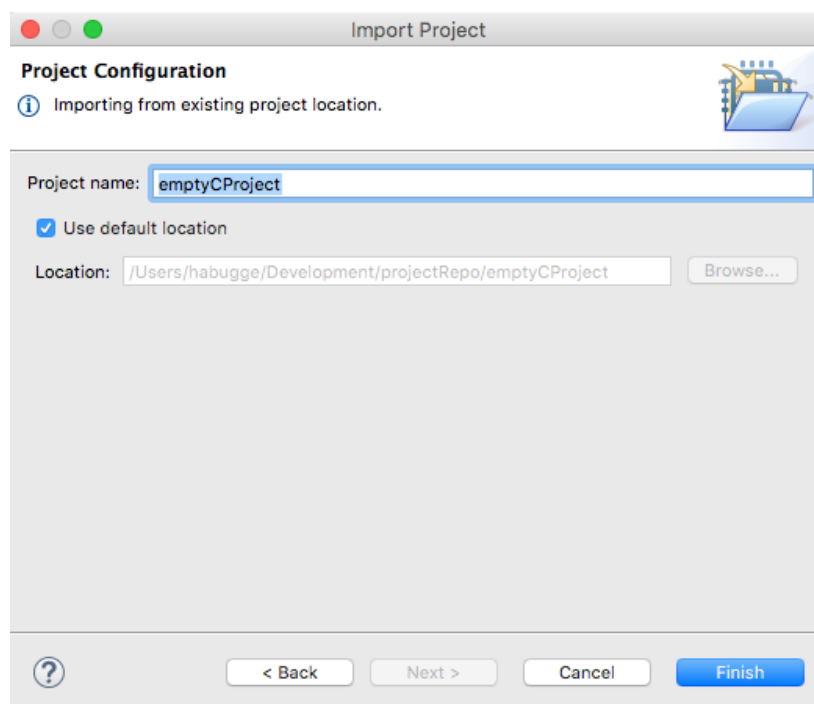 Import Project
Project Configuration
Importing from existing project location.
Project name: emptyCProject
Use default location
Location: /Users/habugge/Development/projectRepo/emptyCProject Browse...
? < Back Next > Cancel Finish